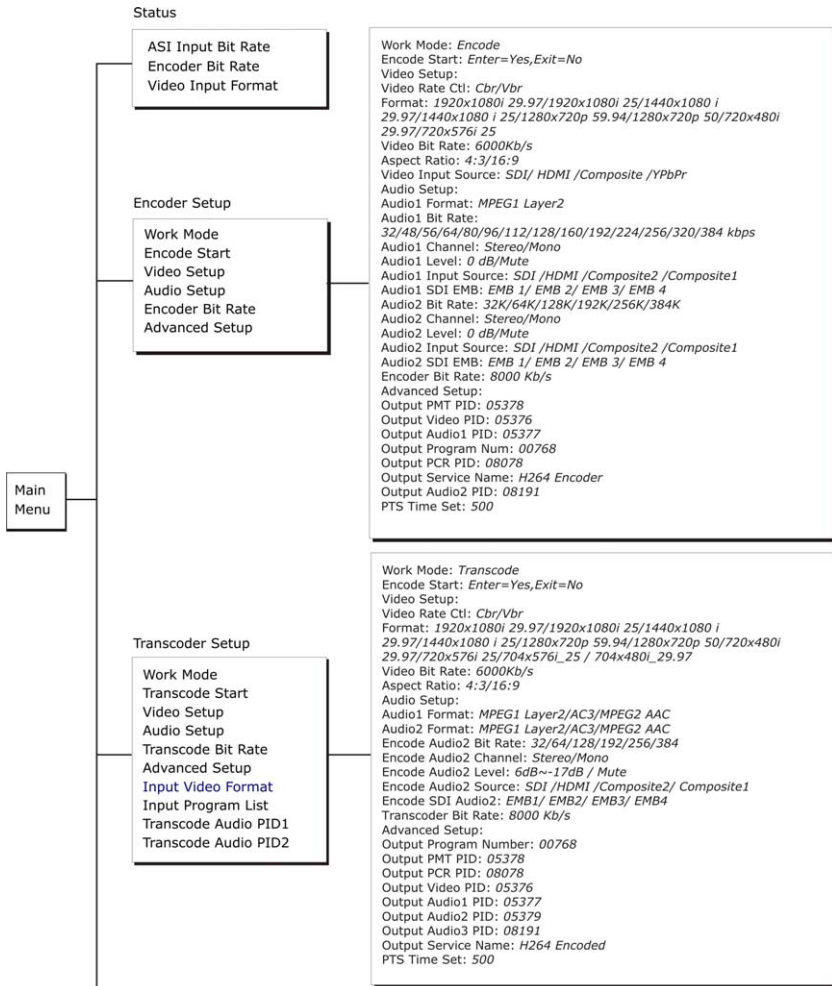 Status
ASI Input Bit Rate
Encoder Bit Rate
Video Input Format
Encoder Setup
Work Mode
Encode Start
Video Setup
Audio Setup
Encoder Bit Rate
Advanced Setup
Work Mode: Encode
Encode Start: Enter=Yes,Exit=No
Video Setup:
Video Rate Ctl: Cbr/Vbr
Format: 1920x1080i 29.97/1920x1080i 25/1440x1080 i
29.97/1440x1080 i 25/1280x720p 59.94/1280x720p 50/720x480i
29.97/720x576i 25
Video Bit Rate: 6000Kb/s
Aspect Ratio: 4:3/16:9
Video Input Source: SDI/ HDMI /Composite /YPbPr
Audio Setup:
Audio1 Format: MPEG1 Layer2
Audio1 Bit Rate:
32/48/56/64/80/96/112/128/160/192/224/256/320/384 kbps
Audio1 Channel: Stereo/Mono
Audio1 Level: 0 dB/Mute
Audio1 Input Source: SDI /HDMI /Composite2 /Composite1
Audio1 SDI EMB: EMB 1/ EMB 2/ EMB 3/ EMB 4
Audio2 Bit Rate: 32K/64K/128K/192K/256K/384K
Audio2 Channel: Stereo/Mono
Audio2 Level: 0 dB/Mute
Audio2 Input Source: SDI /HDMI /Composite2 /Composite1
Audio2 SDI EMB: EMB 1/ EMB 2/ EMB 3/ EMB 4
Encoder Bit Rate: 8000 Kb/s
Advanced Setup:
Output PMT PID: 05378
Output Video PID: 05376
Output Audio1 PID: 05377
Output Program Num: 00768
Output PCR PID: 08078
Output Service Name: H264 Encoder
Output Audio2 PID: 08191
PTS Time Set: 500
Main
Menu
Transcoder Setup
Work Mode
Transcode Start
Video Setup
Audio Setup
Transcode Bit Rate
Advanced Setup
Input Video Format
Input Program List
Transcode Audio PID1
Transcode Audio PID2
Work Mode: Transcode
Encode Start: Enter=Yes,Exit=No
Video Setup:
Video Rate Ctl: Cbr/Vbr
Format: 1920x1080i 29.97/1920x1080i 25/1440x1080 i
29.97/1440x1080 i 25/1280x720p 59.94/1280x720p 50/720x480i
29.97/720x576i 25/704x576i_25 / 704x480i_29.97
Video Bit Rate: 6000Kb/s
Aspect Ratio: 4:3/16:9
Audio Setup:
Audio1 Format: MPEG1 Layer2/AC3/MPEG2 AAC
Audio2 Format: MPEG1 Layer2/AC3/MPEG2 AAC
Encode Audio2 Bit Rate: 32/64/128/192/256/384
Encode Audio2 Channel: Stereo/Mono
Encode Audio2 Level: 6dB~-17dB / Mute
Encode Audio2 Source: SDI /HDMI /Composite2/ Composite1
Encode SDI Audio2: EMB1/ EMB2/ EMB3/ EMB4
Transcoder Bit Rate: 8000 Kb/s
Advanced Setup:
Output Program Number: 00768
Output PMT PID: 05378
Output PCR PID: 08078
Output Video PID: 05376
Output Audio1 PID: 05377
Output Audio2 PID: 05379
Output Audio3 PID: 08191
Output Service Name: H264 Encoded
PTS Time Set: 500